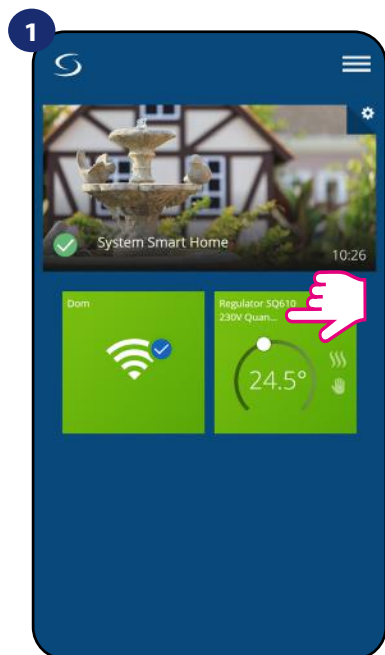 1
System Smart Home
10:26
Dom
Regulator SQ610
230V Quan...
24.5°